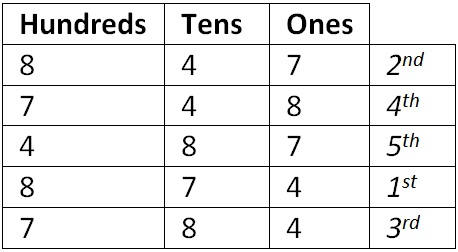 Hundreds Tens Ones
8 4 7 2nd
7 4 8 4th
4 8 7 5th
8 7 4 1st
7 8 4 3rd